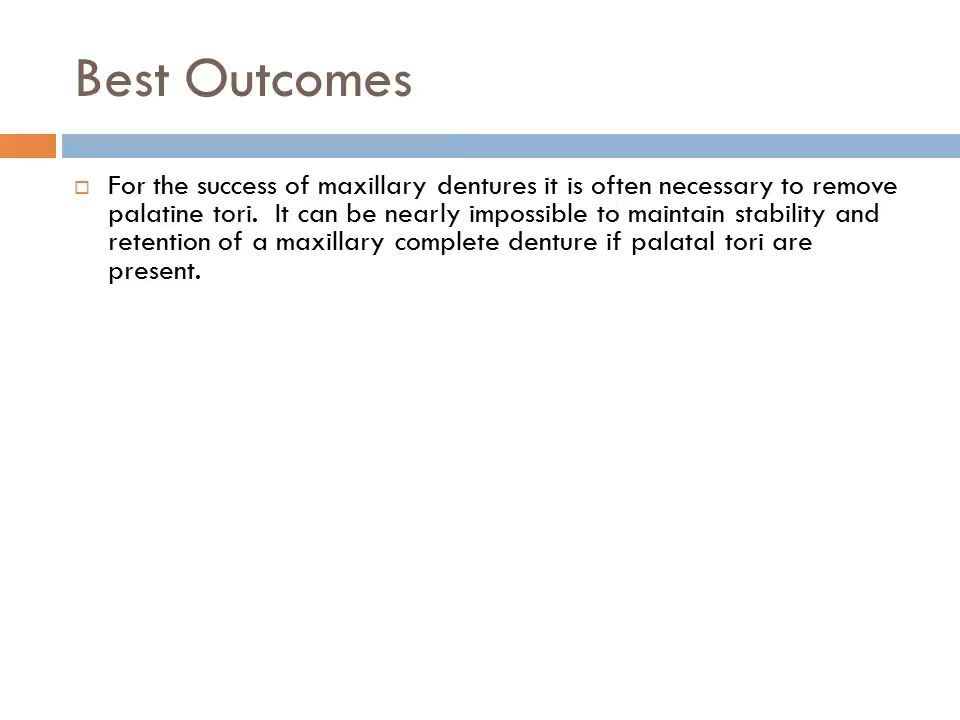 Best Outcomes
For the success of maxillary dentures it is often necessary to remove
palatine tori.  It can be nearly impossible to maintain stability and
retention of a maxillary complete denture if palatal tori are
present.